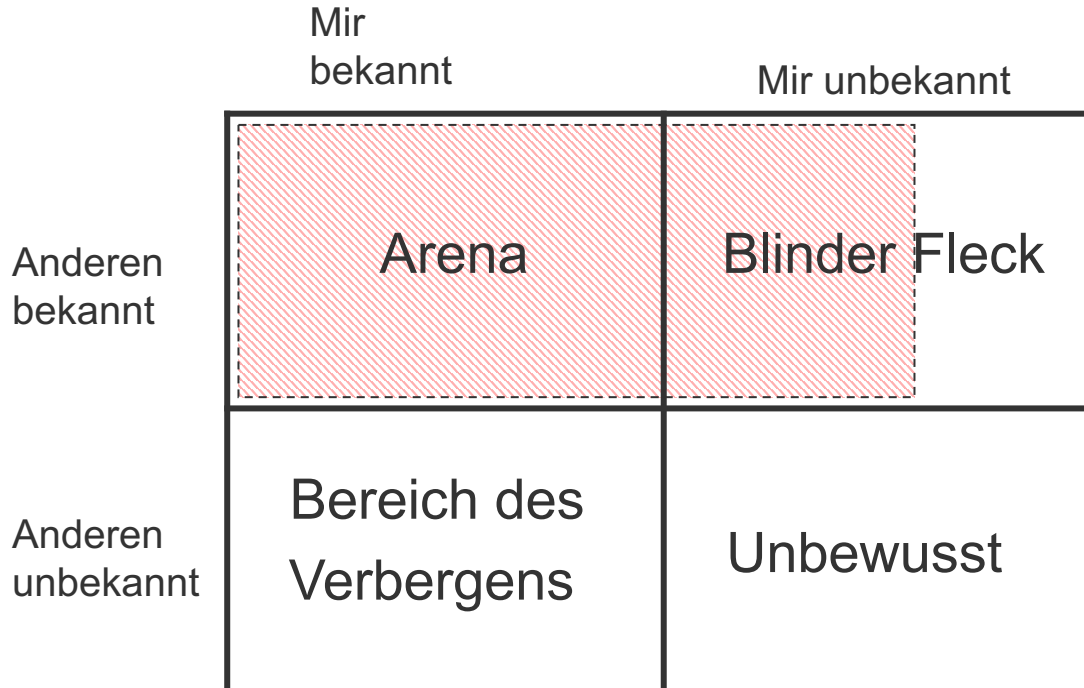 Mir
bekannt
Mir unbekannt
Anderen
bekannt
Arena
Blinder Fleck
Anderen
unbekannt
Bereich des
Verbergens
Unbewusst